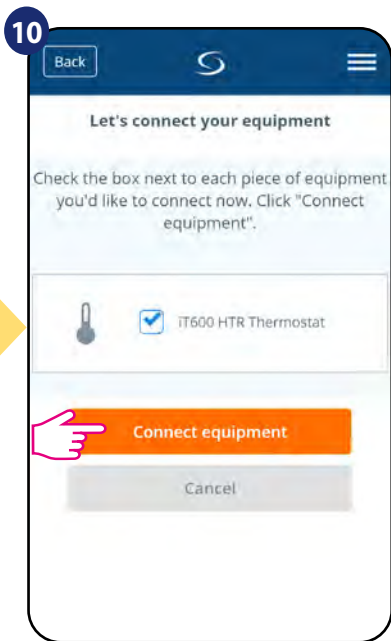 10
Back
Let's connect your equipment
Check the box next to each piece of equipment
you'd like to connect now. Click "Connect
equipment".
iT600 HTR Thermostat
Connect equipment
Cancel